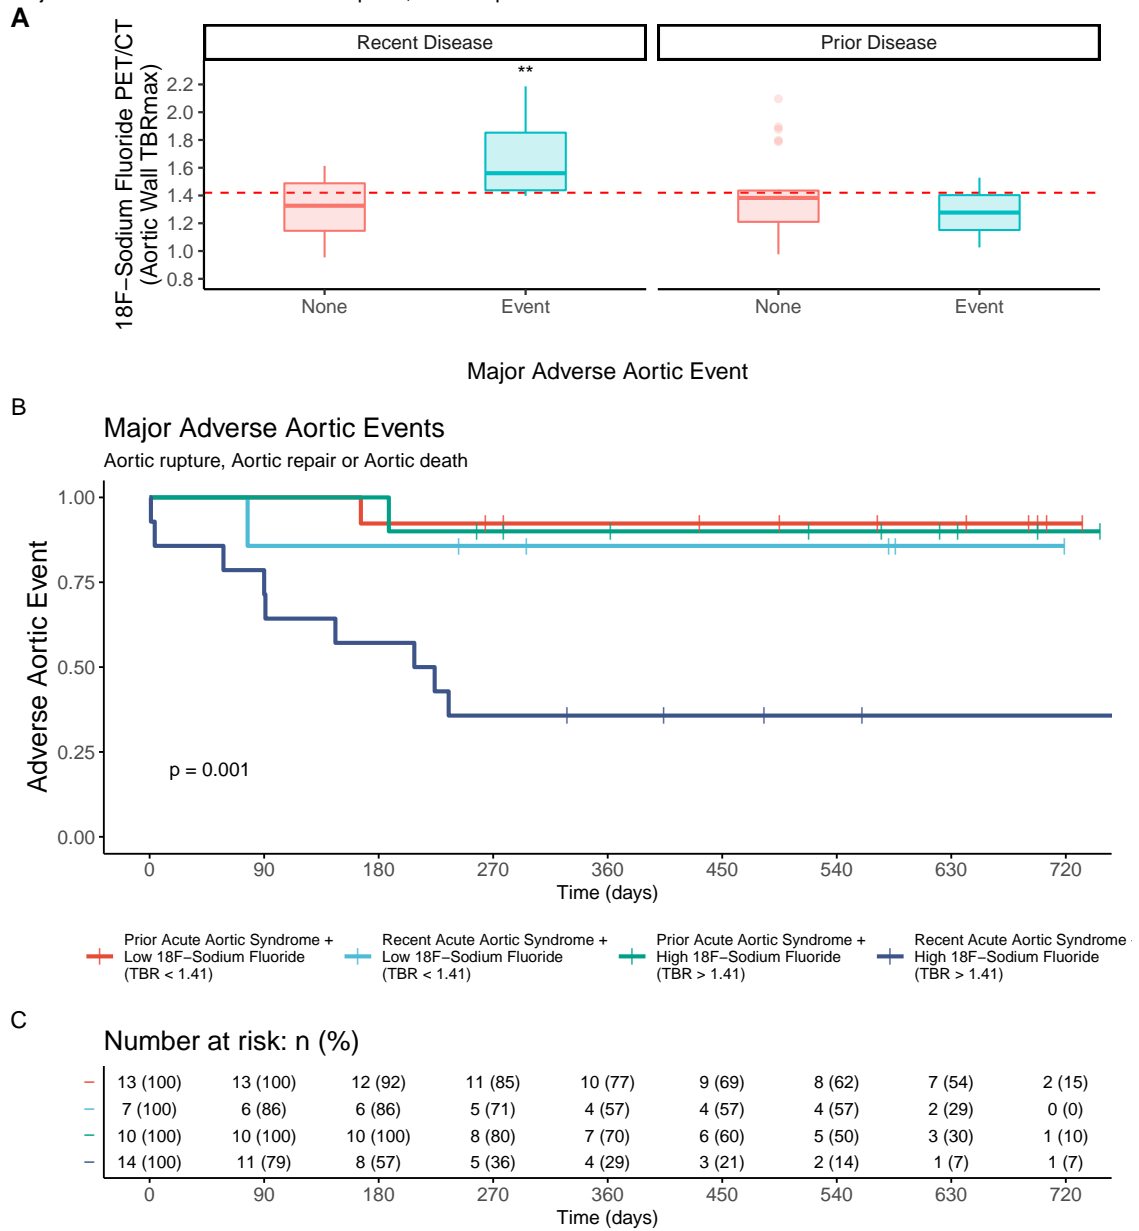 A
Recent Disease
Prior Disease
18F−Sodium Fluoride PET/CT
(Aortic Wall TBRmax)
**
2.2
2.0
1.8
1.6
1.4
1.2
1.0
0.8
None
Event
None
Event
Major Adverse Aortic Event
B
Major Adverse Aortic Events
Aortic rupture, Aortic repair or Aortic death
Adverse Aortic Event
1.00
0.75
0.50
0.25
0.00
p = 0.001
0 90 180 270 360 450 540 630 720
Time (days)
Prior Acute Aortic Syndrome +
Low 18F−Sodium Fluoride
(TBR < 1.41)
Recent Acute Aortic Syndrome +
Low 18F−Sodium Fluoride
(TBR < 1.41)
Prior Acute Aortic Syndrome +
High 18F−Sodium Fluoride
(TBR > 1.41)
Recent Acute Aortic Syndrome
High 18F−Sodium Fluoride
(TBR > 1.41)
C
Number at risk: n (%)
13 (100) 13 (100) 12 (92) 11 (85) 10 (77) 9 (69) 8 (62) 7 (54) 2 (15)
7 (100) 6 (86) 6 (86) 5 (71) 4 (57) 4 (57) 4 (57) 2 (29) 0 (0)
10 (100) 10 (100) 10 (100) 8 (80) 7 (70) 6 (60) 5 (50) 3 (30) 1 (10)
14 (100) 11 (79) 8 (57) 5 (36) 4 (29) 3 (21) 2 (14) 1 (7) 1 (7)
0 90 180 270 360 450 540 630 720
Time (days)